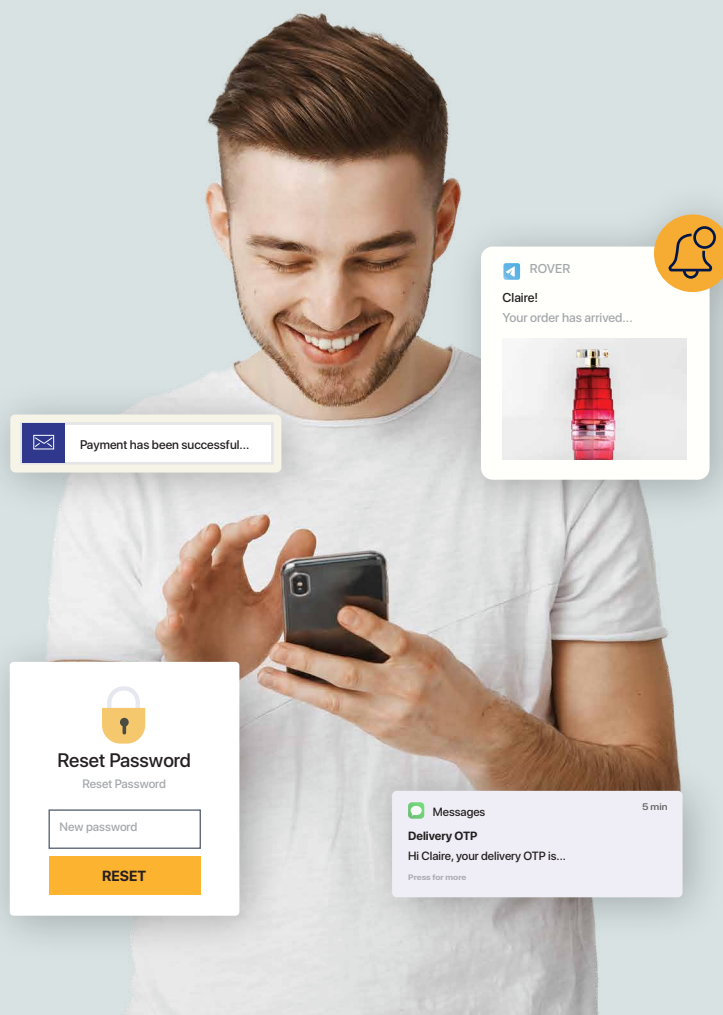 ROVER
Claire!
Your order has arrived...
Payment has been successful...
Reset Password
Reset Password
New password
RESET
Messages
5 min
Delivery OTP
Hi Claire, your delivery OTP is...
Press for more